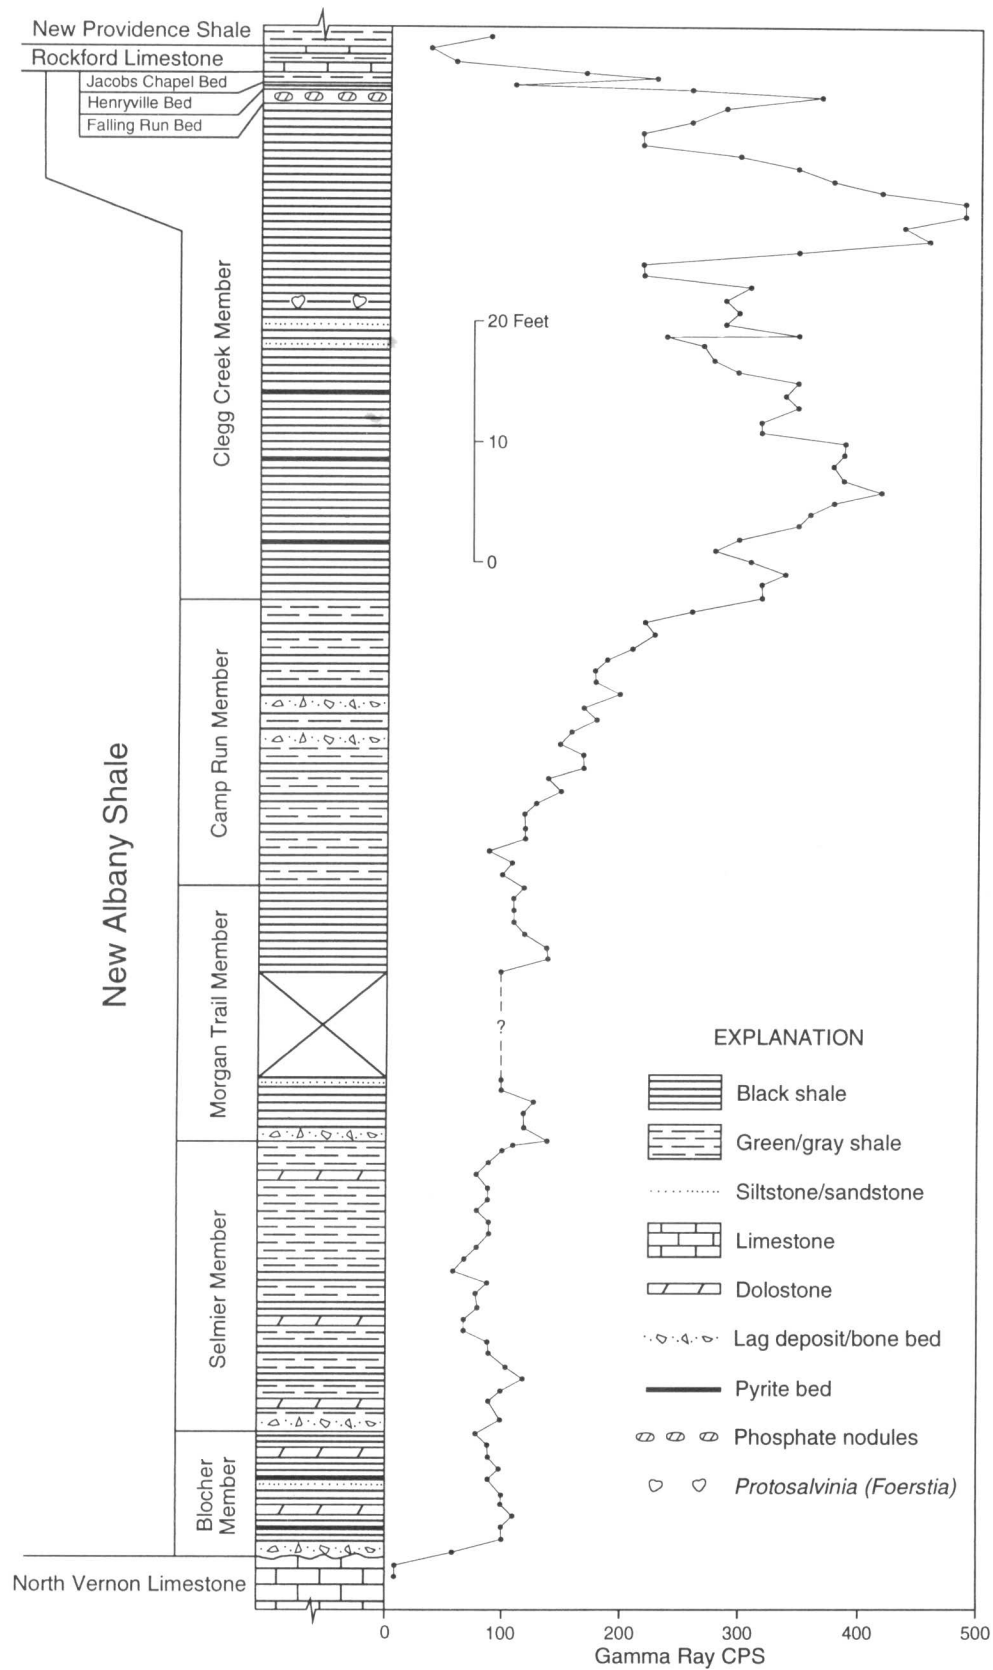 New Providence Shale
Rockford Limestone
Jacobs Chapel Bed
Henryville Bed
Falling Run Bed
Clegg Creek Member
20 Feet
10
0
Camp Run Member
New Albany Shale
Morgan Trail Member
?
Selmier Member
Blocher
Member
North Vernon Limestone
EXPLANATION
Black shale
Green/gray shale
Siltstone/sandstone
Limestone
Dolostone
Lag deposit/bone bed
Pyrite bed
Phosphate nodules
Protosalvinia (Foerstia)
0 100 200 300 400 500
Gamma Ray CPS